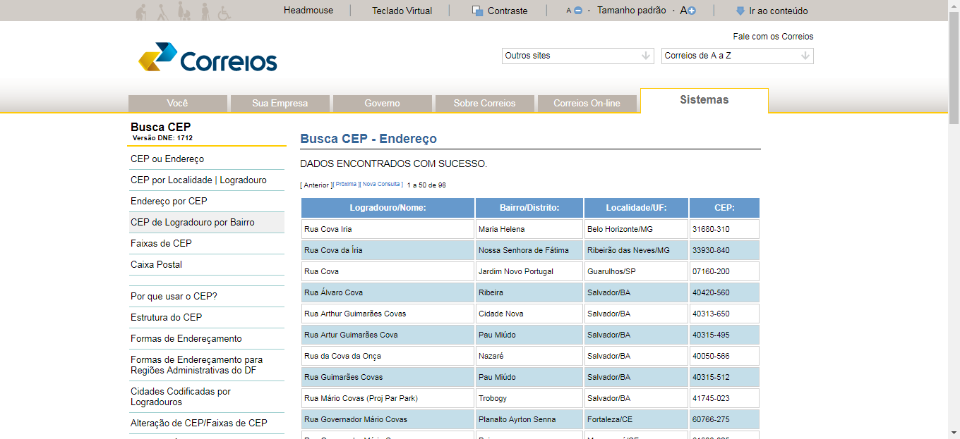 Headmouse | Teclado Virtual | Contraste | A - Tamanho padrão - A | Ir ao conteúdo
Fale com os Correios
Correios
Outros sites
Correios de A a Z
Você
Sua Empresa
Governo
Sobre Correios
Correios On-line
Sistemas
Busca CEP
Versão DNE: 1712
CEP ou Endereço
CEP por Localidade | Logradouro
Endereço por CEP
CEP de Logradouro por Bairro
Faixas de CEP
Caixa Postal
Por que usar o CEP?
Estrutura do CEP
Formas de Endereçamento
Formas de Endereçamento para
Regiões Administrativas do DF
Cidades Codificadas por
Logradouros
Alteração de CEP/Faixas de CEP
Busca CEP - Endereço
DADOS ENCONTRADOS COM SUCESSO.
[ Anterior ][ Próxima ][ Nova Consulta ] 1 a 50 de 96
Logradouro/Nome: Bairro/Distrito: Localidade/UF: CEP:
Rua Cova Iria Maria Helena Belo Horizonte/MG 31680-310
Rua Cova da Íria Nossa Senhora de Fátima Ribeirão das Neves/MG 33930-840
Rua Cova Jardim Novo Portugal Guarulhos/SP 07160-200
Rua Álvaro Cova Ribeira Salvador/BA 40420-560
Rua Arthur Guimarães Covas Cidade Nova Salvador/BA 40313-650
Rua Artur Guimarães Cova Pau Miúdo Salvador/BA 40315-495
Rua da Cova da Onça Nazaré Salvador/BA 40050-566
Rua Guimarães Covas Pau Miúdo Salvador/BA 40315-512
Rua Mário Covas (Proj Par Park) Trobogy Salvador/BA 41745-023
Rua Governador Mário Covas Planalto Ayrton Senna Fortaleza/CE 60766-275